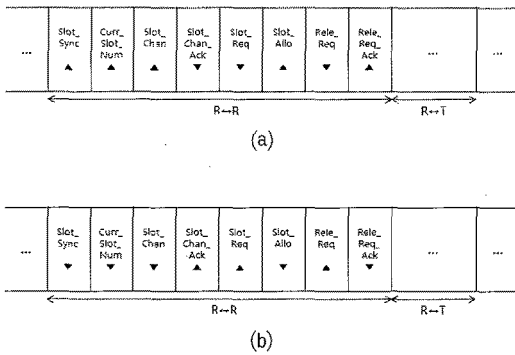 ... Slot_ Sync ▲ Curr_ Slot_ Num ▲ Slot_ Chan ▲ Slot_ Chan_ Ack ▼ Slot_ Req ▼ Slot_ Allo ▲ Rele_ Req ▼ Rele_ Req_ Ack ▲ ... ...
R↔R R↔T
(a)
... Slot_ Sync ▼ Curr_ Slot_ Num ▼ Slot_ Chan ▼ Slot_ Chan_ Ack ▲ Slot_ Req ▲ Slot_ Allo ▼ Rele_ Req ▲ Rele_ Req_ Ack ▼ ... ...
R↔R R↔T
(b)